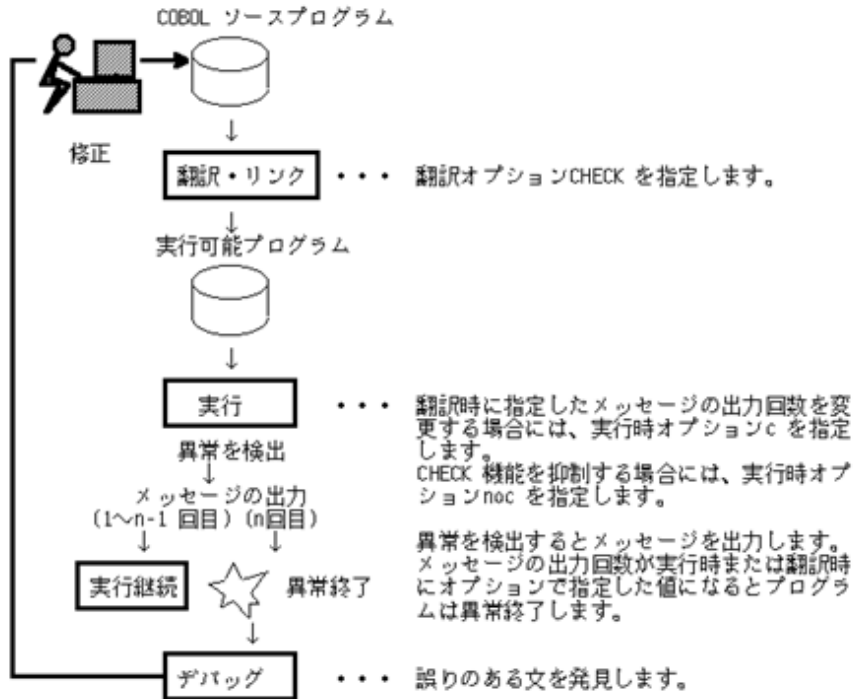 COBOL ソースプログラム
↓
修正
翻訳・リンク ・・・ 翻訳オプションCHECK を指定します。
↓
実行可能プログラム
↓
実行 ・・・ 翻訳時に指定したメッセージの出力回数を変
更する場合には、実行時オプションc を指定
します。
CHECK 機能を抑制する場合には、実行時オプ
ションnoc を指定します。
異常を検出
↓
メッセージの出力
(1～n-1 回目) (n回目)
↓ ↓
異常を検出するとメッセージを出力します。
メッセージの出力回数が実行時または翻訳時
にオプションで指定した値になるとプログラ
ムは異常終了します。
実行継続 異常終了
↓
デバッグ ・・・ 誤りのある文を発見します。